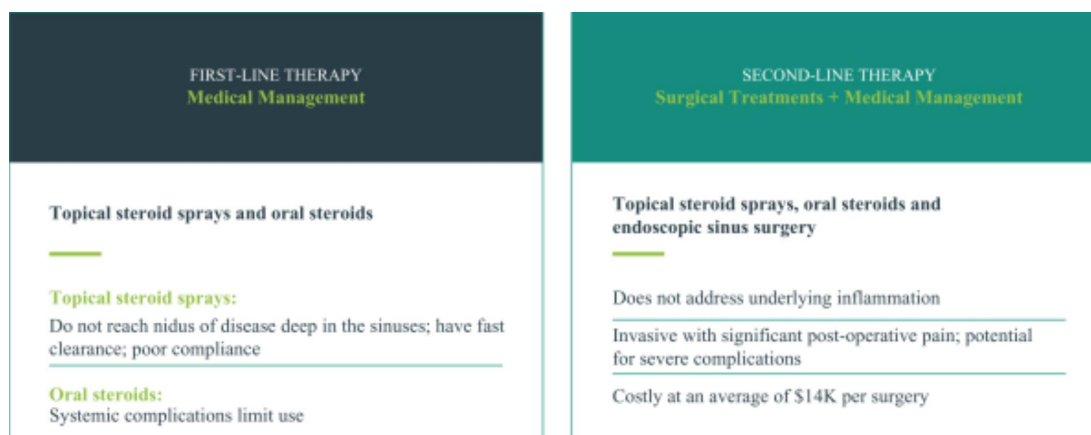 FIRST-LINE THERAPY
Medical Management
Topical steroid sprays and oral steroids
Topical steroid sprays:
Do not reach nidus of disease deep in the sinuses; have fast
clearance; poor compliance
Oral steroids:
Systemic complications limit use
SECOND-LINE THERAPY
Surgical Treatments + Medical Management
Topical steroid sprays, oral steroids and
endoscopic sinus surgery
Does not address underlying inflammation
Invasive with significant post-operative pain; potential
for severe complications
Costly at an average of $14K per surgery